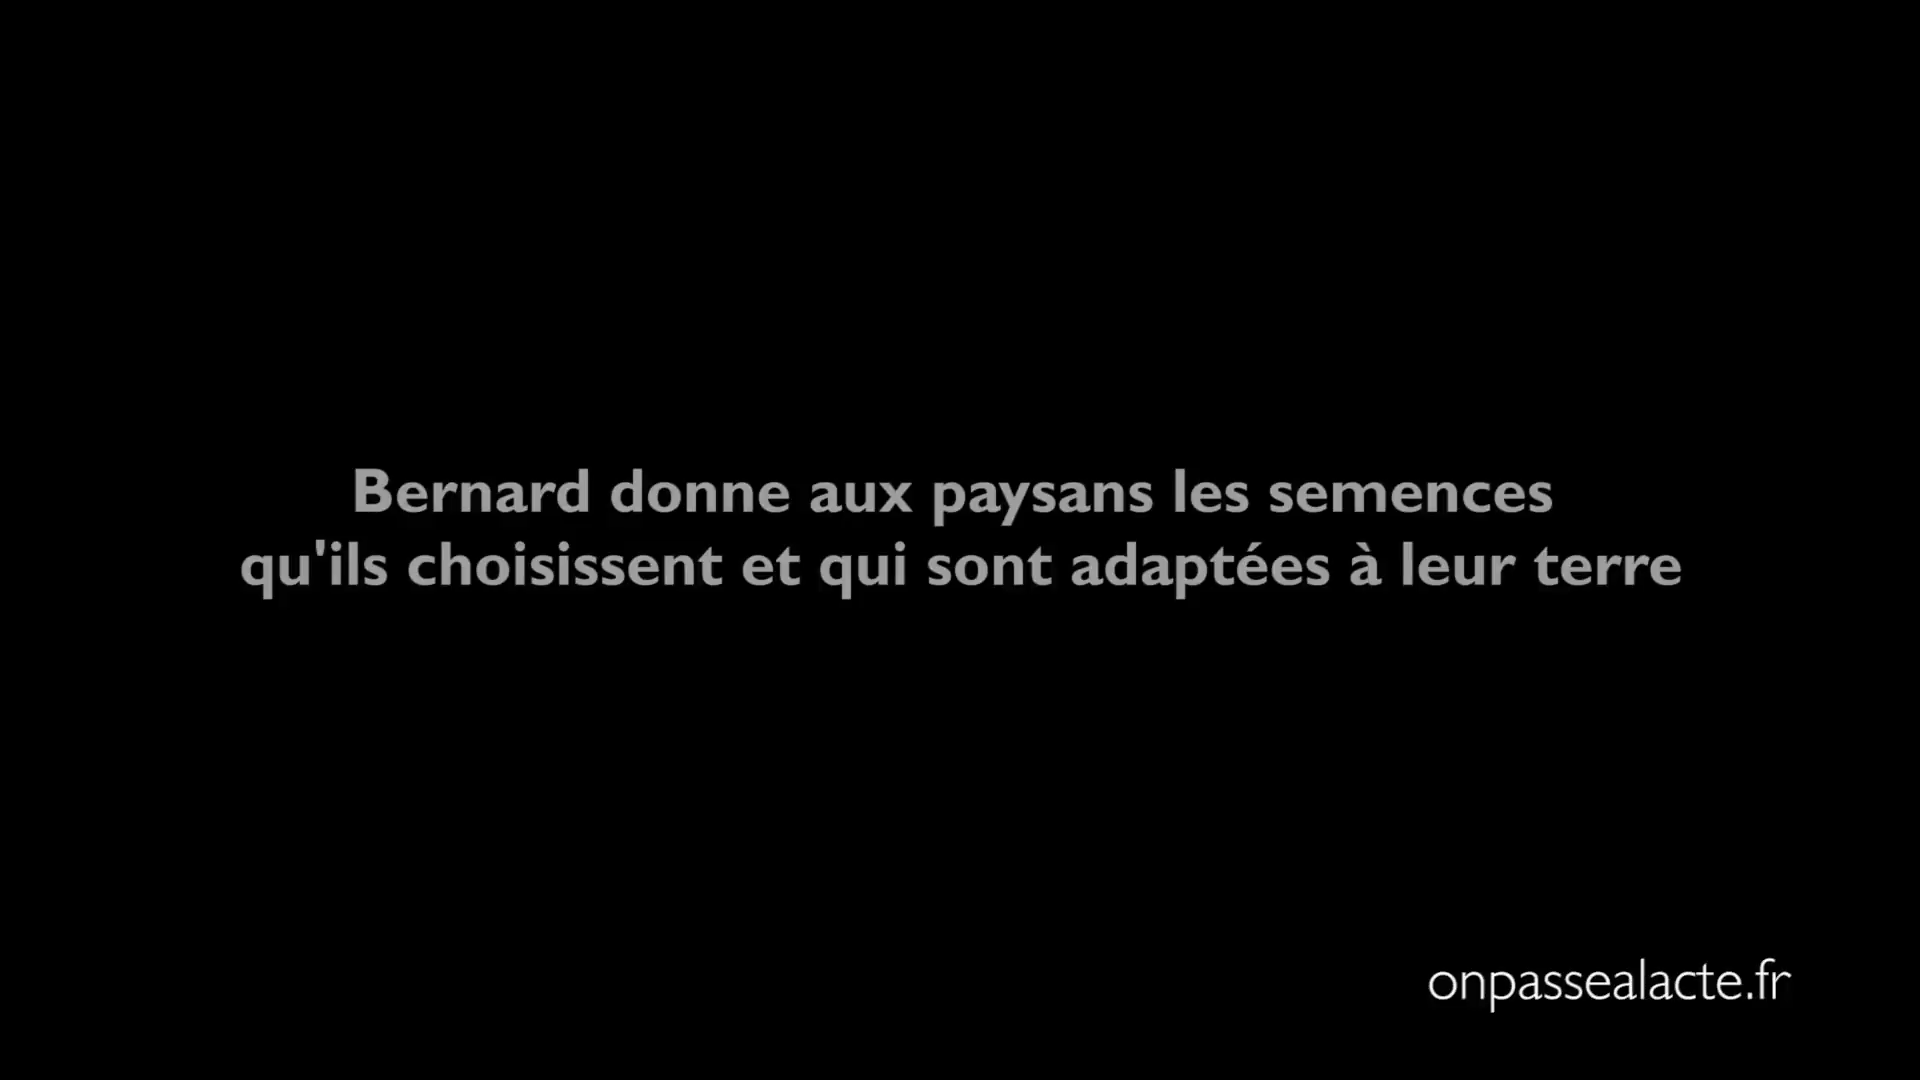 Bernard donne aux paysans les semences
qu'ils choisissent et qui sont adaptées à leur terre
onpassealacte.fr